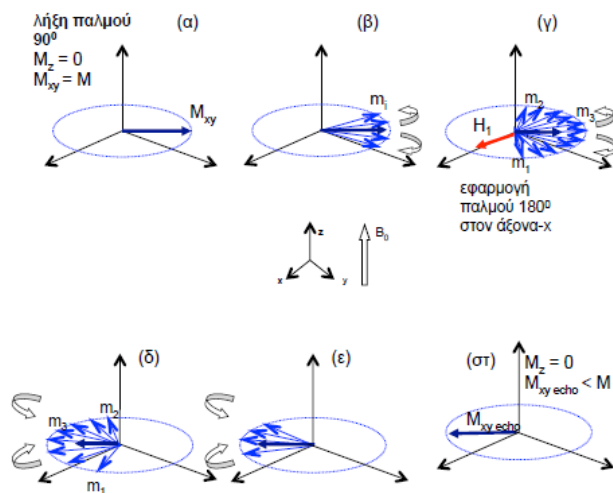 λήξη παλμού
90⁰
M_z = 0
M_xy = M
(α)
M_xy
(β)
m_i
(γ)
m_2
m_3
H_1
m_1
εφαρμογή
παλμού 180⁰
στον άξονα-x
z
x
y
B_0
(δ)
m_3
m_2
m_1
(ε)
(στ)
M_z = 0
M_xy echo < M
M_xy echo